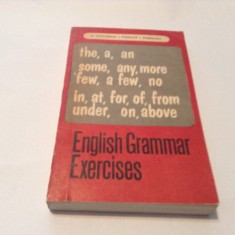 the, a, an
some, any, more
few, a few, no
in, at, for, of, from
under, on, above
English Grammar
Exercises